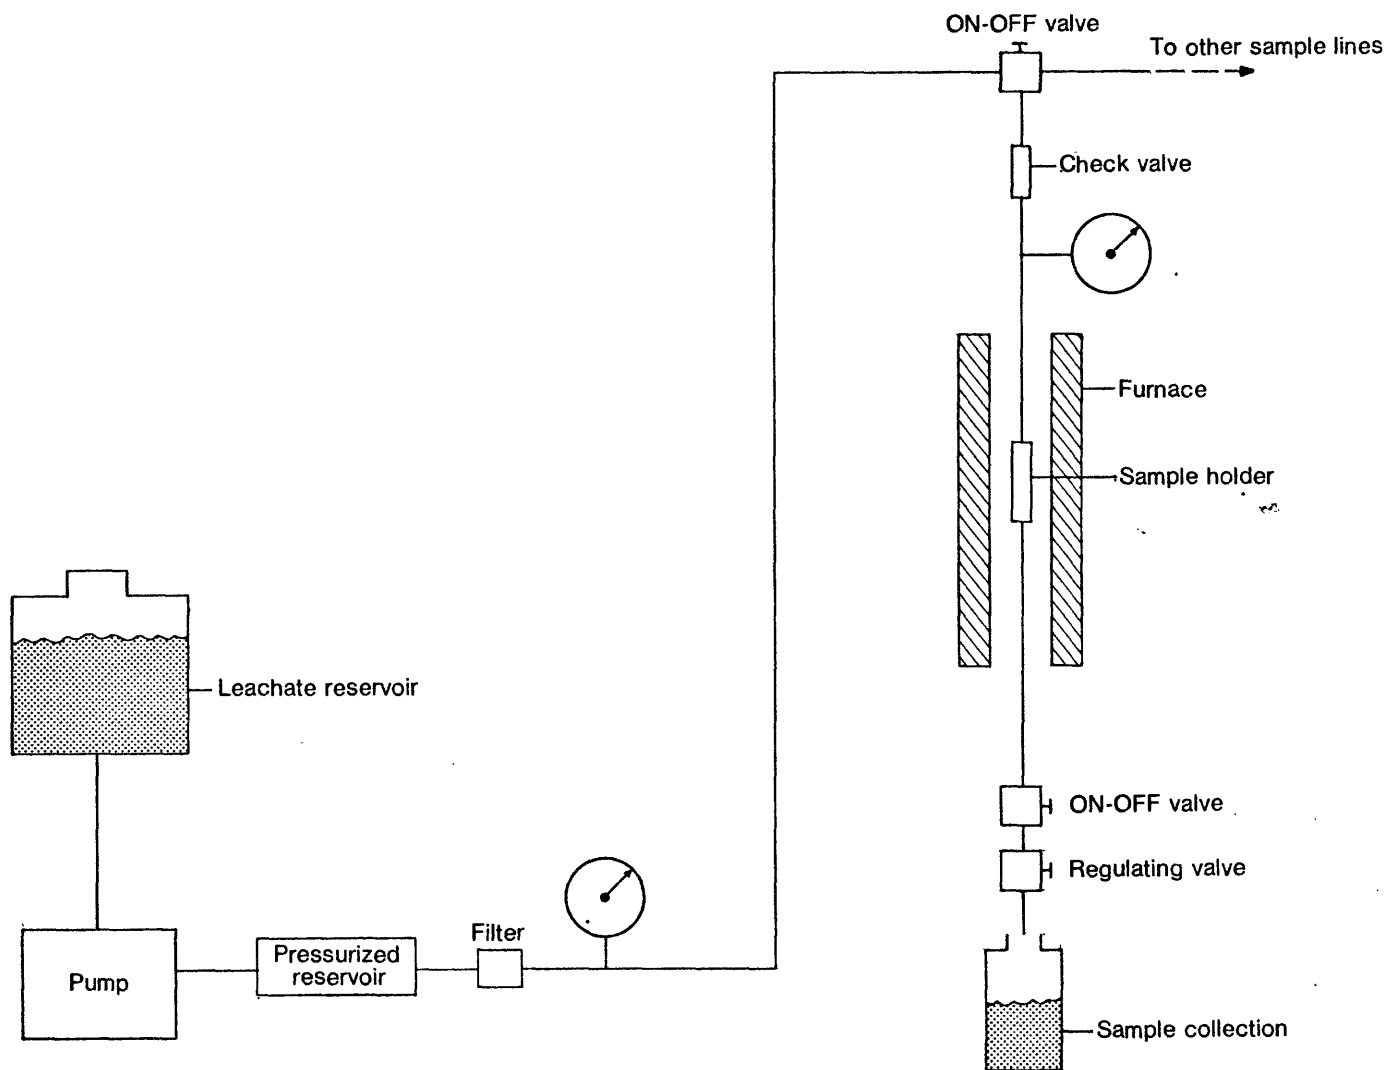 ON-OFF valve
To other sample lines
Check valve
Furnace
Sample holder
Leachate reservoir
ON-OFF valve
Regulating valve
Filter
Pressurized
reservoir
Pump
Sample collection